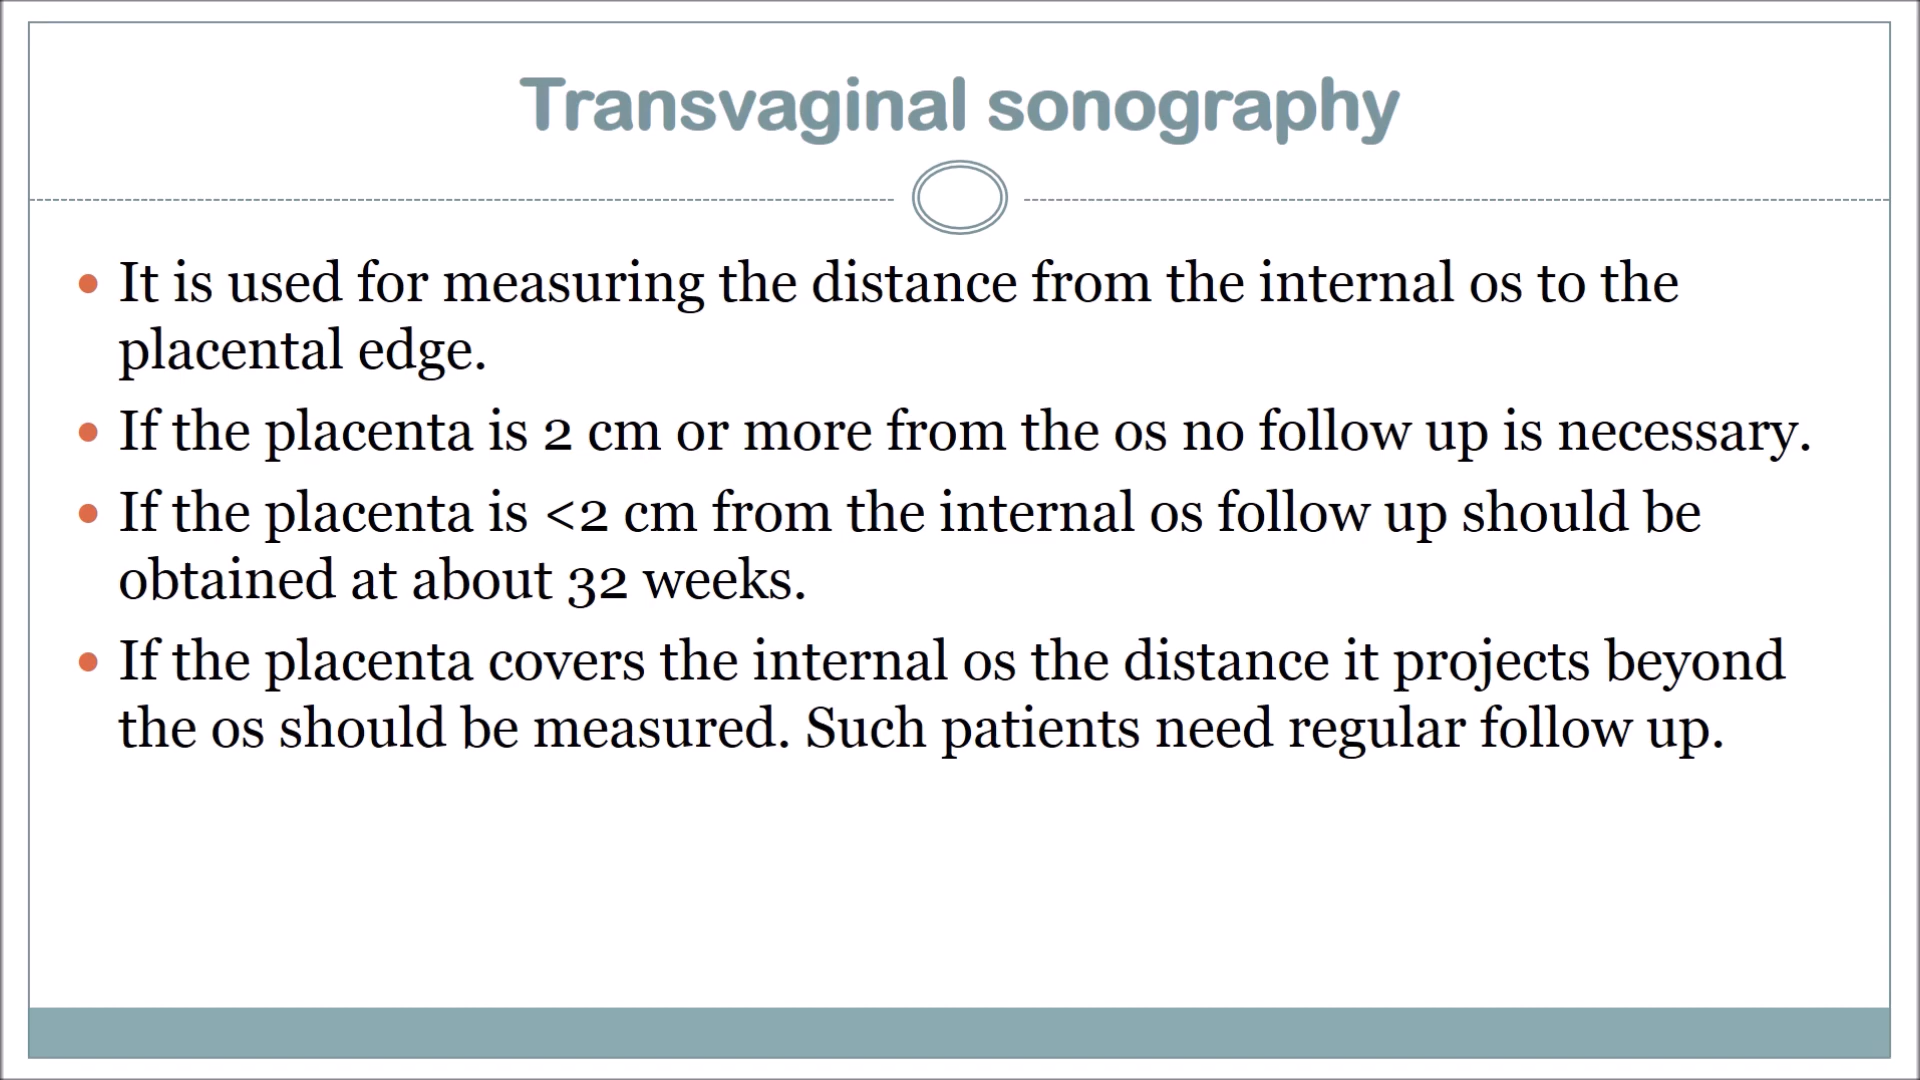 Transvaginal sonography
• It is used for measuring the distance from the internal os to the
placental edge.
• If the placenta is 2 cm or more from the os no follow up is necessary.
• If the placenta is <2 cm from the internal os follow up should be
obtained at about 32 weeks.
• If the placenta covers the internal os the distance it projects beyond
the os should be measured. Such patients need regular follow up.